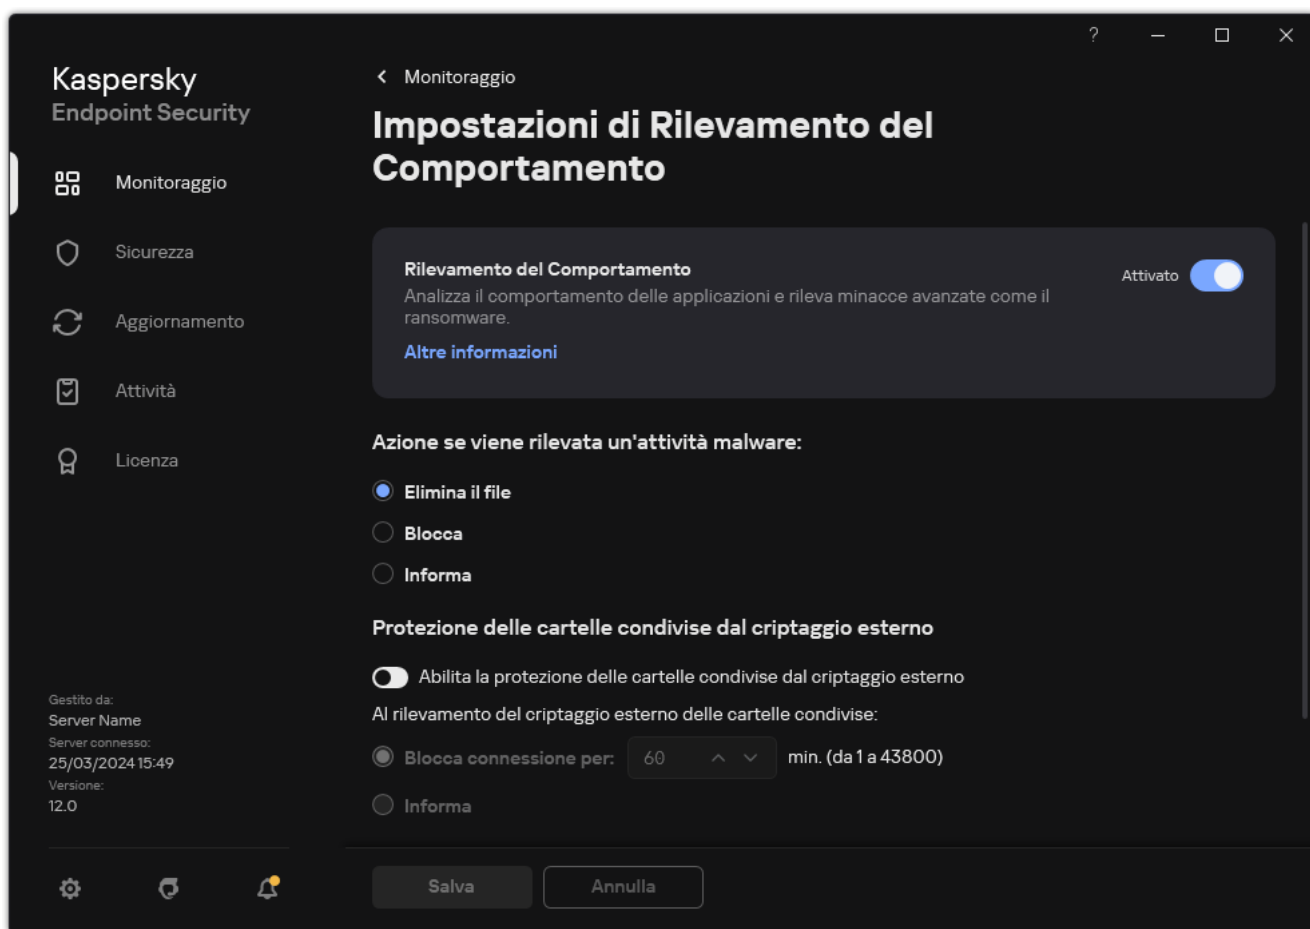 ?
Kaspersky
Endpoint Security
Monitoraggio
Sicurezza
Aggiornamento
Attività
Licenza
Gestito da:
Server Name
Server connesso:
25/03/2024 15:49
Versione:
12.0
Monitoraggio
Impostazioni di Rilevamento del
Comportamento
Rilevamento del Comportamento
Attivato
Analizza il comportamento delle applicazioni e rileva minacce avanzate come il
ransomware.
Altre informazioni
Azione se viene rilevata un'attività malware:
Elimina il file
Blocca
Informa
Protezione delle cartelle condivise dal criptaggio esterno
Abilita la protezione delle cartelle condivise dal criptaggio esterno
Al rilevamento del criptaggio esterno delle cartelle condivise:
Blocca connessione per: 60 min. (da 1 a 43800)
Informa
Salva Annulla